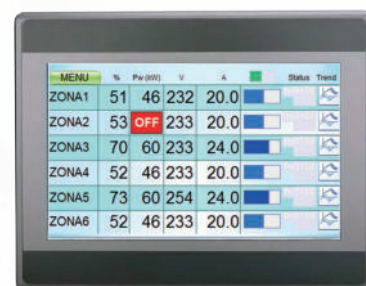 MENU % Pw (kW) V A Status Trend
ZONA1 51 46 232 20.0
ZONA2 53 OFF 233 20.0
ZONA3 70 60 233 24.0
ZONA4 52 46 233 20.0
ZONA5 73 60 254 24.0
ZONA6 52 46 233 20.0